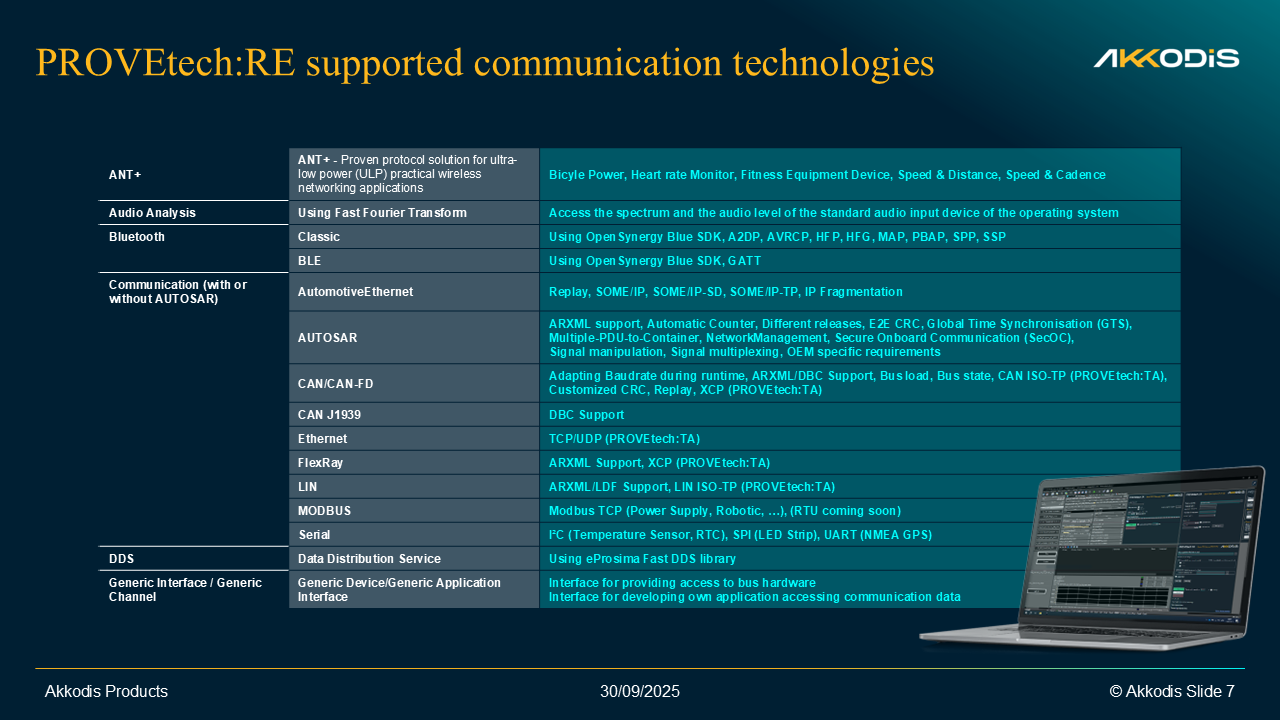 PROVEtech:RE supported communication technologies
AKKODIS
ANT+
ANT+ - Proven protocol solution for ultra-
low power (ULP) practical wireless
networking applications
Bicyle Power, Heart rate Monitor, Fitness Equipment Device, Speed & Distance, Speed & Cadence
Audio Analysis
Using Fast Fourier Transform
Access the spectrum and the audio level of the standard audio input device of the operating system
Bluetooth
Classic
Using OpenSynergy Blue SDK, A2DP, AVRCP, HFP, HFG, MAP, PBAP, SPP, SSP
BLE
Using OpenSynergy Blue SDK, GATT
Communication (with or
without AUTOSAR)
AutomotiveEthernet
Replay, SOME/IP, SOME/IP-SD, SOME/IP-TP, IP Fragmentation
AUTOSAR
ARXML support, Automatic Counter, Different releases, E2E CRC, Global Time Synchronisation (GTS),
Multiple-PDU-to-Container, NetworkManagement, Secure Onboard Communication (SecOC),
Signal manipulation, Signal multiplexing, OEM specific requirements
CAN/CAN-FD
Adapting Baudrate during runtime, ARXML/DBC Support, Bus load, Bus state, CAN ISO-TP (PROVEtech:TA),
Customized CRC, Replay, XCP (PROVEtech:TA)
CAN J1939
DBC Support
Ethernet
TCP/UDP (PROVEtech:TA)
FlexRay
ARXML Support, XCP (PROVEtech:TA)
LIN
ARXML/LDF Support, LIN ISO-TP (PROVEtech:TA)
MODBUS
Modbus TCP (Power Supply, Robotic, …), (RTU coming soon)
Serial
I²C (Temperature Sensor, RTC), SPI (LED Strip), UART (NMEA GPS)
DDS
Data Distribution Service
Using eProsima Fast DDS library
Generic Interface / Generic
Channel
Generic Device/Generic Application
Interface
Interface for providing access to bus hardware
Interface for developing own application accessing communication data
Akkodis Products
30/09/2025
© Akkodis Slide 7